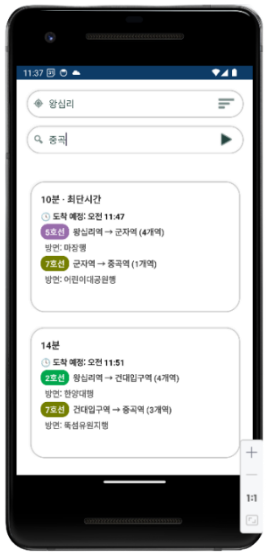 11:37
왕십리
중곡
10분 · 최단시간
도착 예정: 오전 11:47
5호선 왕십리역 → 군자역 (4개역)
방면: 마장행
7호선 군자역 → 중곡역 (1개역)
방면: 어린이대공원행
14분
도착 예정: 오전 11:51
2호선 왕십리역 → 건대입구역 (4개역)
방면: 한양대행
7호선 건대입구역 → 중곡역 (3개역)
방면: 뚝섬유원지행
1:1